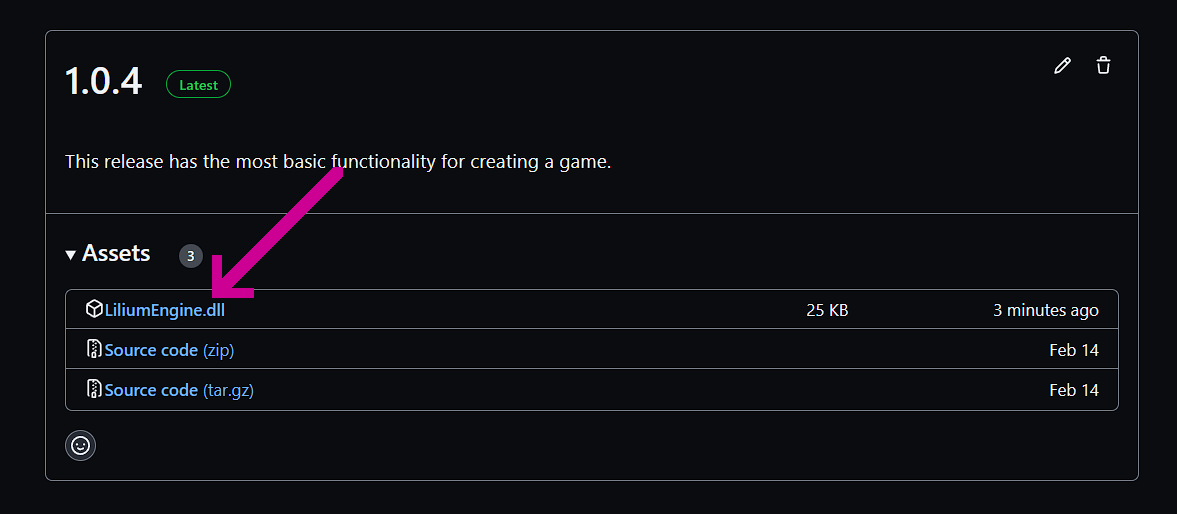 1.0.4 Latest
This release has the most basic functionality for creating a game.
Assets 3
LiliumEngine.dll 25 KB 3 minutes ago
Source code (zip) Feb 14
Source code (tar.gz) Feb 14